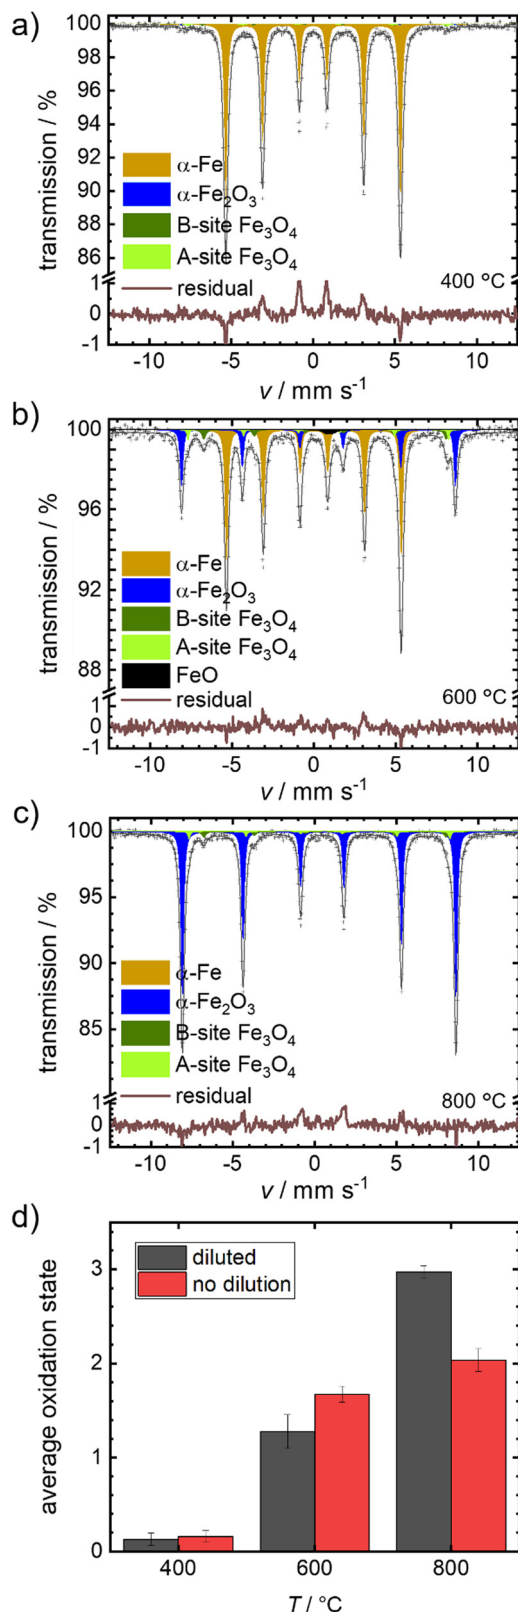 a)
100
98
96
94
92
90
88
86
transmission / %
α-Fe
α-Fe₂O₃
B-site Fe₃O₄
A-site Fe₃O₄
residual
400 °C
1
0
-1
-10 -5 0 5 10
v / mm s⁻¹
b)
100
96
92
88
transmission / %
α-Fe
α-Fe₂O₃
B-site Fe₃O₄
A-site Fe₃O₄
FeO
residual
600 °C
1
0
-1
-10 -5 0 5 10
v / mm s⁻¹
c)
100
95
90
85
transmission / %
α-Fe
α-Fe₂O₃
B-site Fe₃O₄
A-site Fe₃O₄
residual
800 °C
1
0
-1
-10 -5 0 5 10
v / mm s⁻¹
d)
3
2
1
0
average oxidation state
diluted
no dilution
400 600 800
T / °C